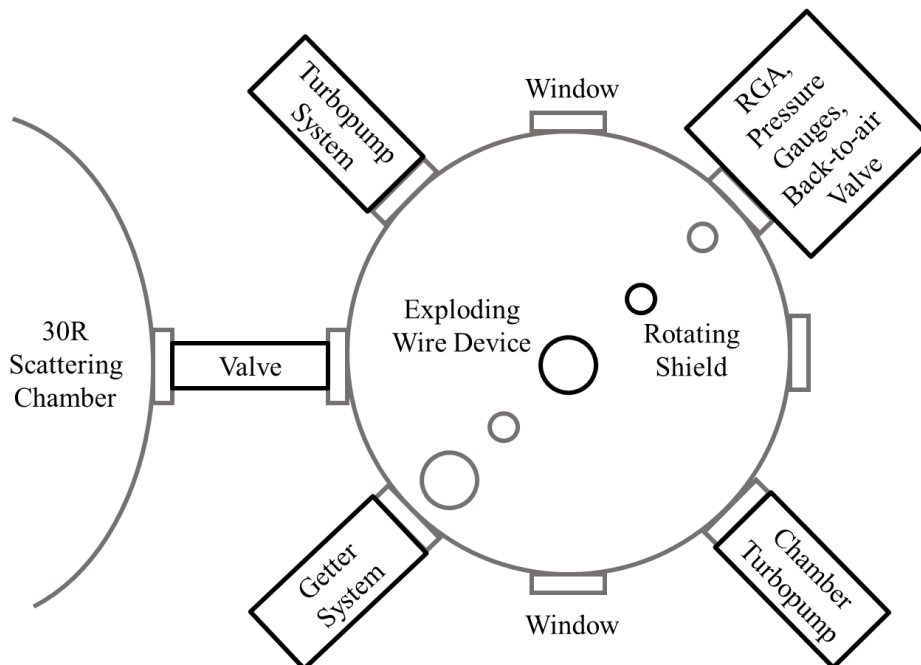 Turbopump
System
Window
RGA,
Pressure
Gauges,
Back-to-air
Valve
30R
Scattering
Chamber
Valve
Exploding
Wire Device
Rotating
Shield
Getter
System
Window
Chamber
Turbopump